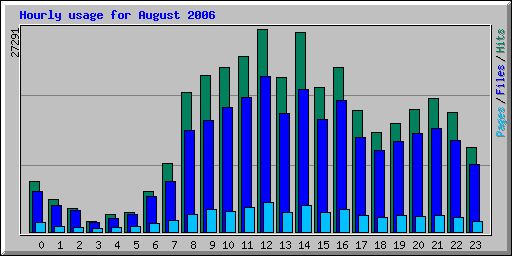 Hourly usage for August 2006
27291
Pages/Files/Hits
0 1 2 3 4 5 6 7 8 9 10 11 12 13 14 15 16 17 18 19 20 21 22 23